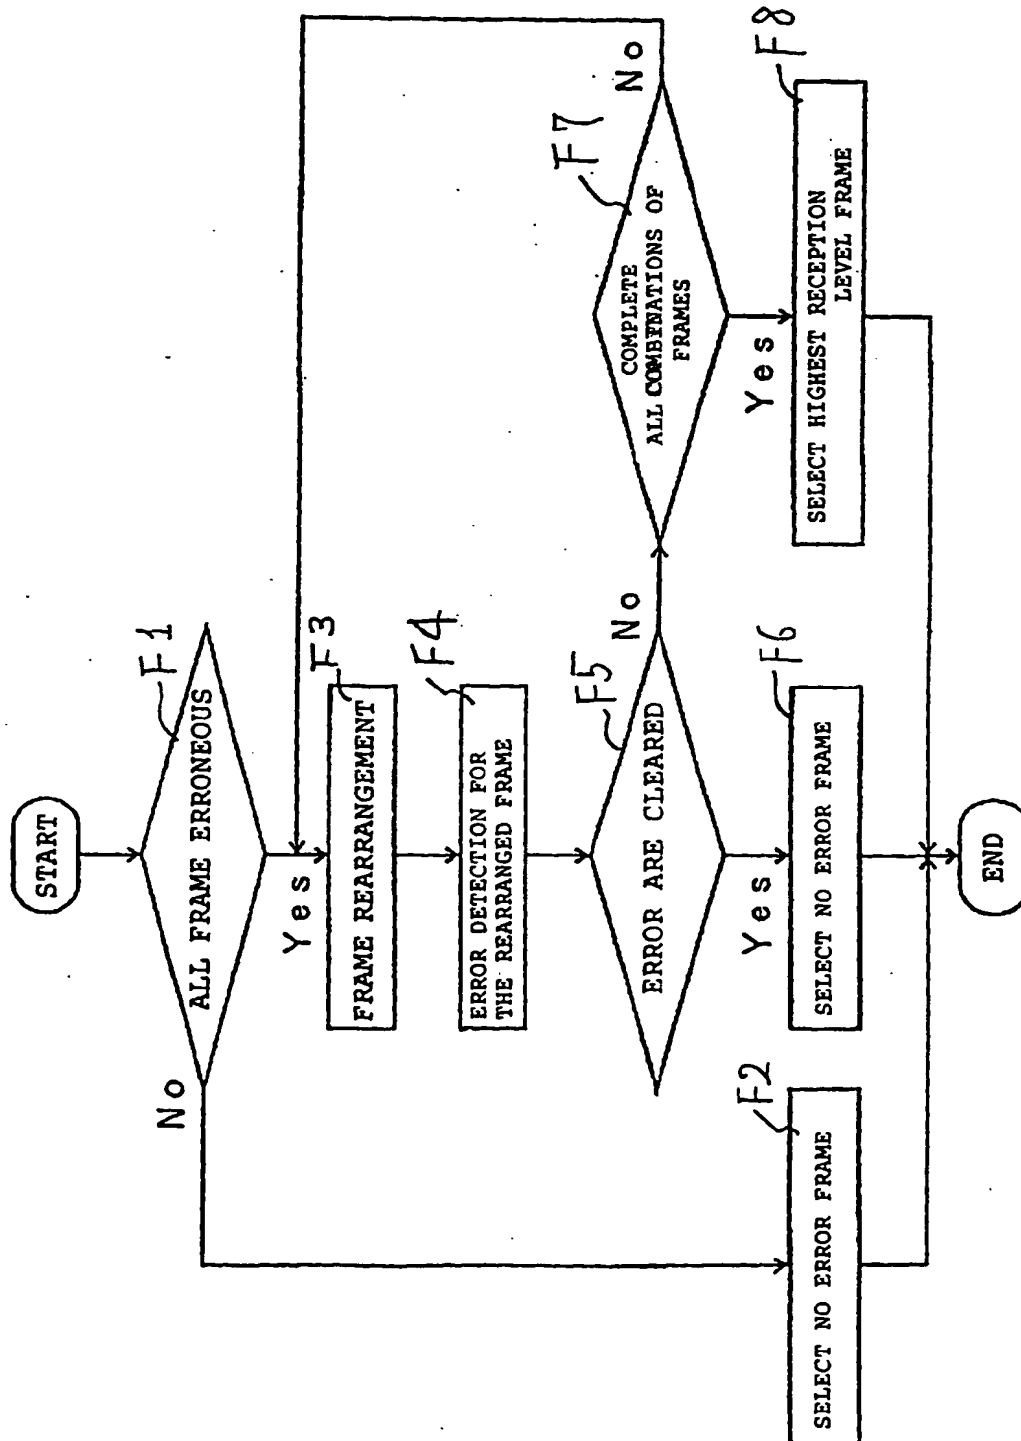 START
F1
ALL FRAME ERRONEOUS
No
Yes
F3
FRAME REARRANGEMENT
F4
ERROR DETECTION FOR
THE REARRANGED FRAME
F5
ERROR ARE CLEARED
No
Yes
F7
COMPLETE
ALL COMBINATIONS OF
FRAMES
No
Yes
F2
SELECT NO ERROR FRAME
F6
SELECT NO ERROR FRAME
F8
SELECT HIGHEST RECEPTION
LEVEL FRAME
END